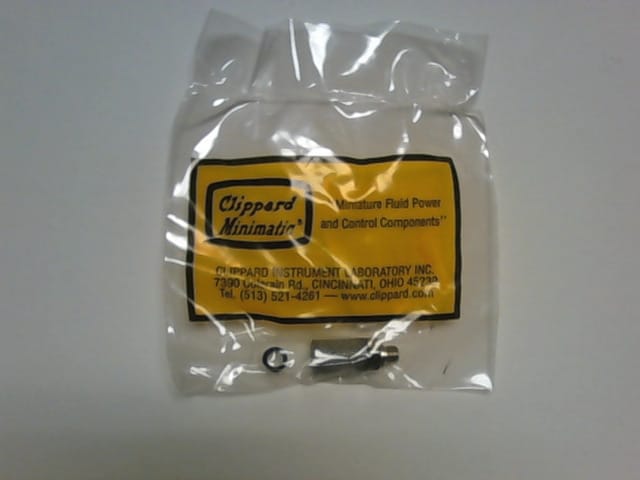 Clippard
Minimatic®
"Miniature Fluid Power
and Control Components"
CLIPPARD INSTRUMENT LABORATORY INC.
7390 Colerain Rd., CINCINNATI, OHIO 45239
Tel. (513) 521-4261 — www.clippard.com